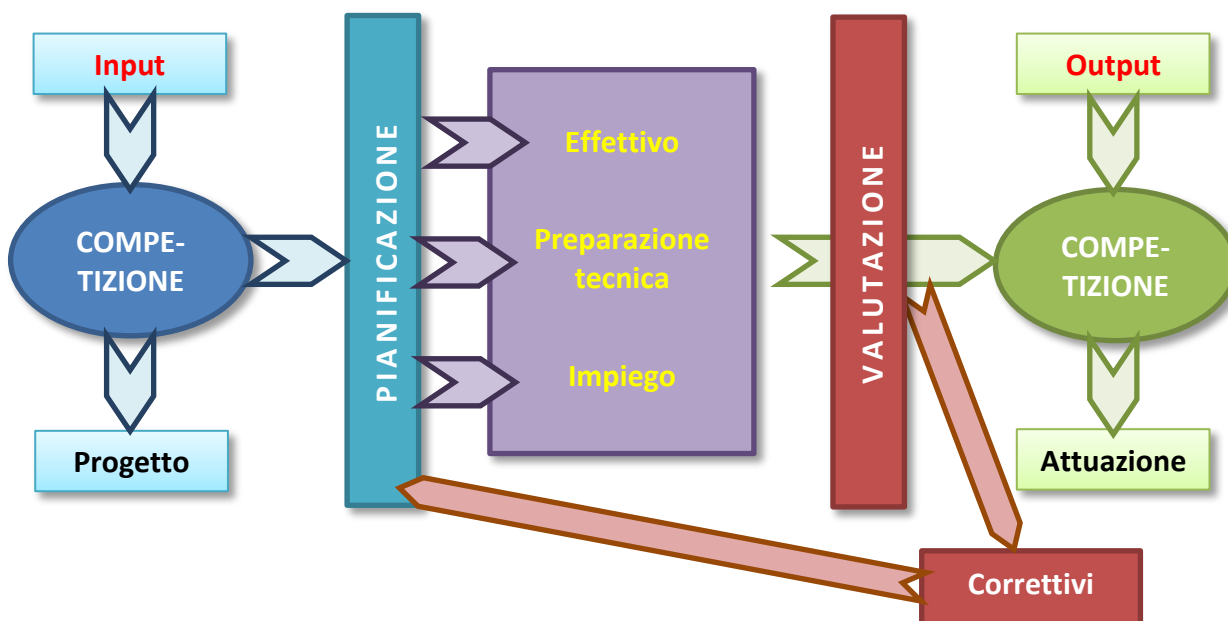 Input
COMPE-
TIZIONE
Progetto
PIANIFICAZIONE
Effettivo
Preparazione
tecnica
Impiego
VALUTAZIONE
Output
COMPE-
TIZIONE
Attuazione
Correttivi